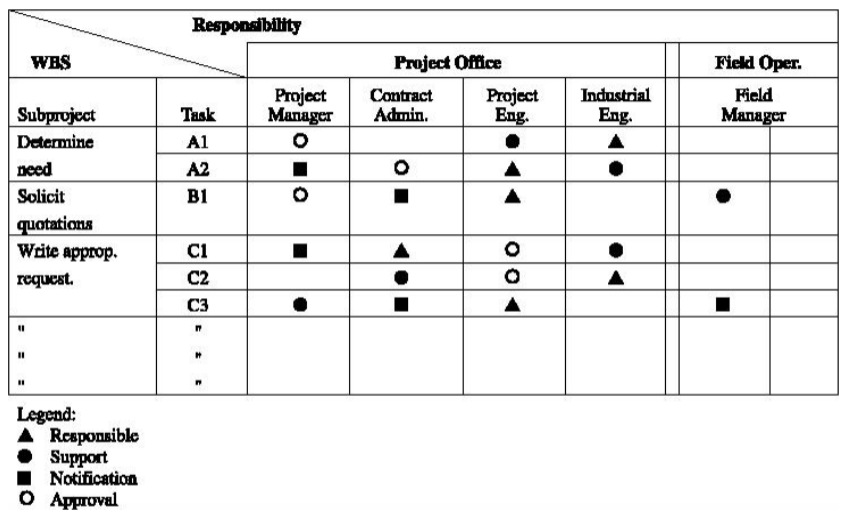 Responsibility
WBS Project Office Field Oper.
Subproject Task Project Manager Contract Admin. Project Eng. Industrial Eng. Field Manager
Determine A1 ○ ● ▲
need A2 ■ ○ ▲ ●
Solicit B1 ○ ■ ▲ ●
quotations
Write approp. C1 ■ ▲ ○ ●
request. C2 ● ○ ▲
C3 ● ■ ▲ ■
" "
" "
" "
Legend:
▲ Responsible
● Support
■ Notification
○ Approval